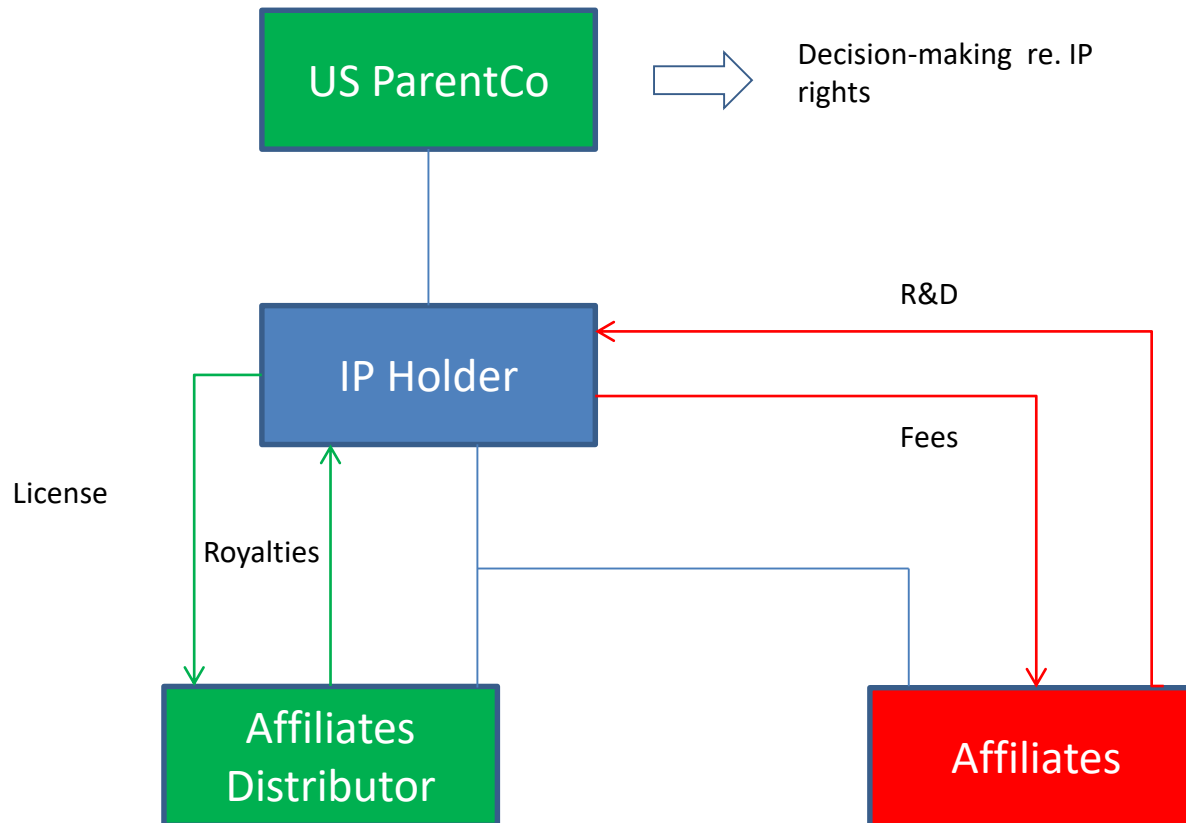 US ParentCo
Decision-making re. IP
rights
R&D
IP Holder
Fees
License
Royalties
Affiliates
Distributor
Affiliates